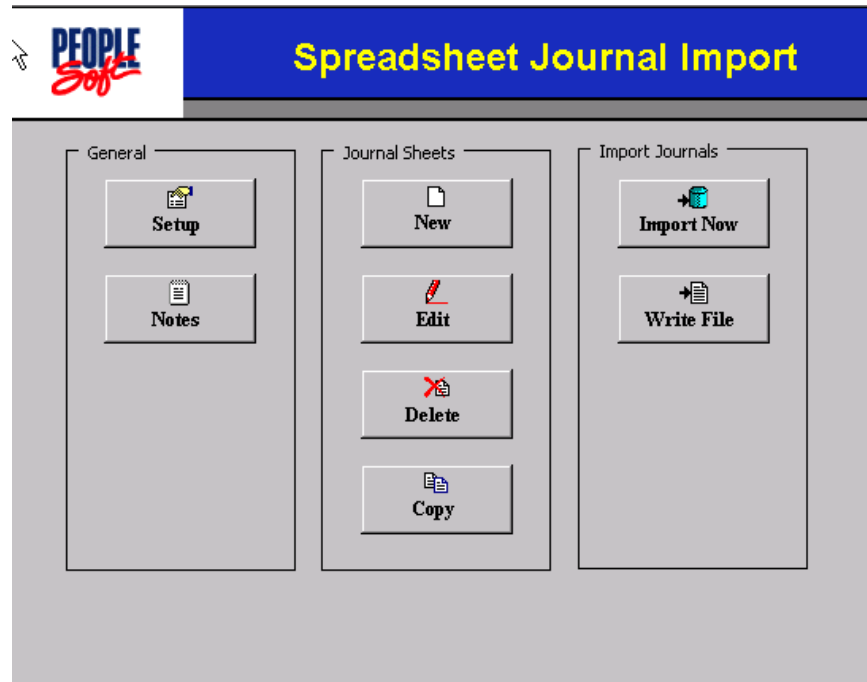 PEOPLE
Soft
Spreadsheet Journal Import
General
Setup
Notes
Journal Sheets
New
Edit
Delete
Copy
Import Journals
Import Now
Write File